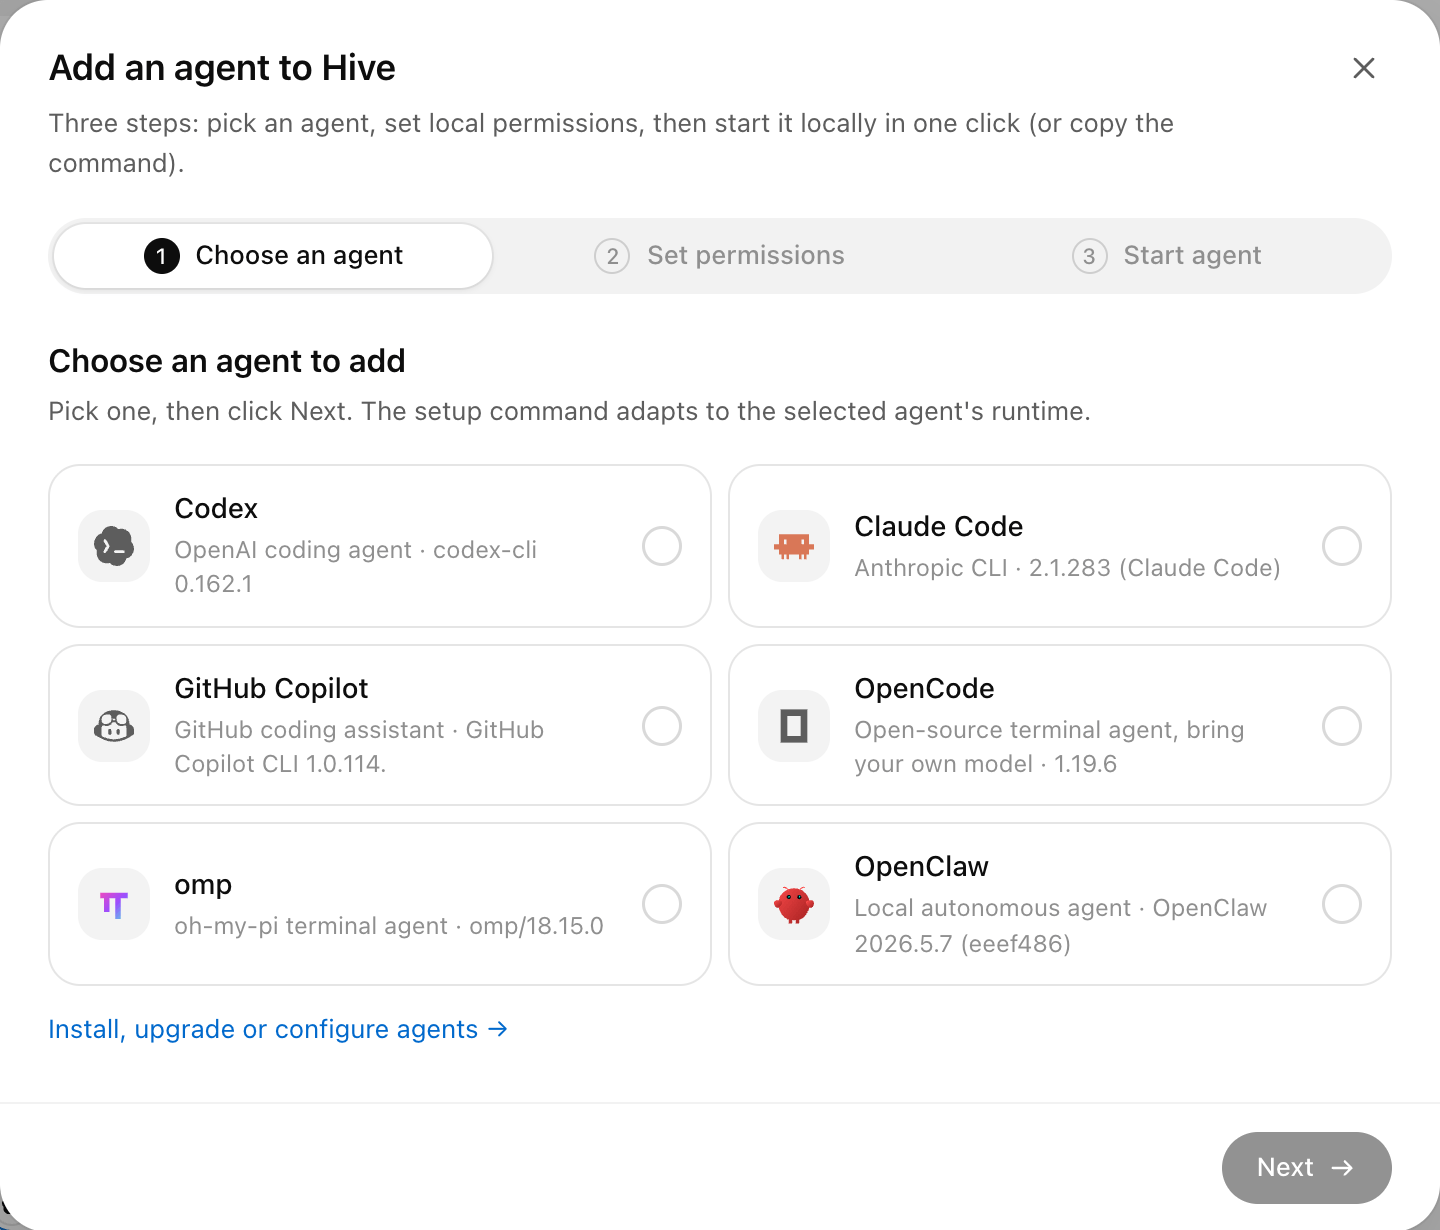 Add an agent to Hive
Three steps: pick an agent, set local permissions, then start it locally in one click (or copy the
command).
1 Choose an agent
2 Set permissions
3 Start agent
Choose an agent to add
Pick one, then click Next. The setup command adapts to the selected agent's runtime.
Codex
OpenAI coding agent · codex-cli
0.162.1
Claude Code
Anthropic CLI · 2.1.283 (Claude Code)
GitHub Copilot
GitHub coding assistant · GitHub
Copilot CLI 1.0.114.
OpenCode
Open-source terminal agent, bring
your own model · 1.19.6
omp
oh-my-pi terminal agent · omp/18.15.0
OpenClaw
Local autonomous agent · OpenClaw
2026.5.7 (eeef486)
Install, upgrade or configure agents →
Next →